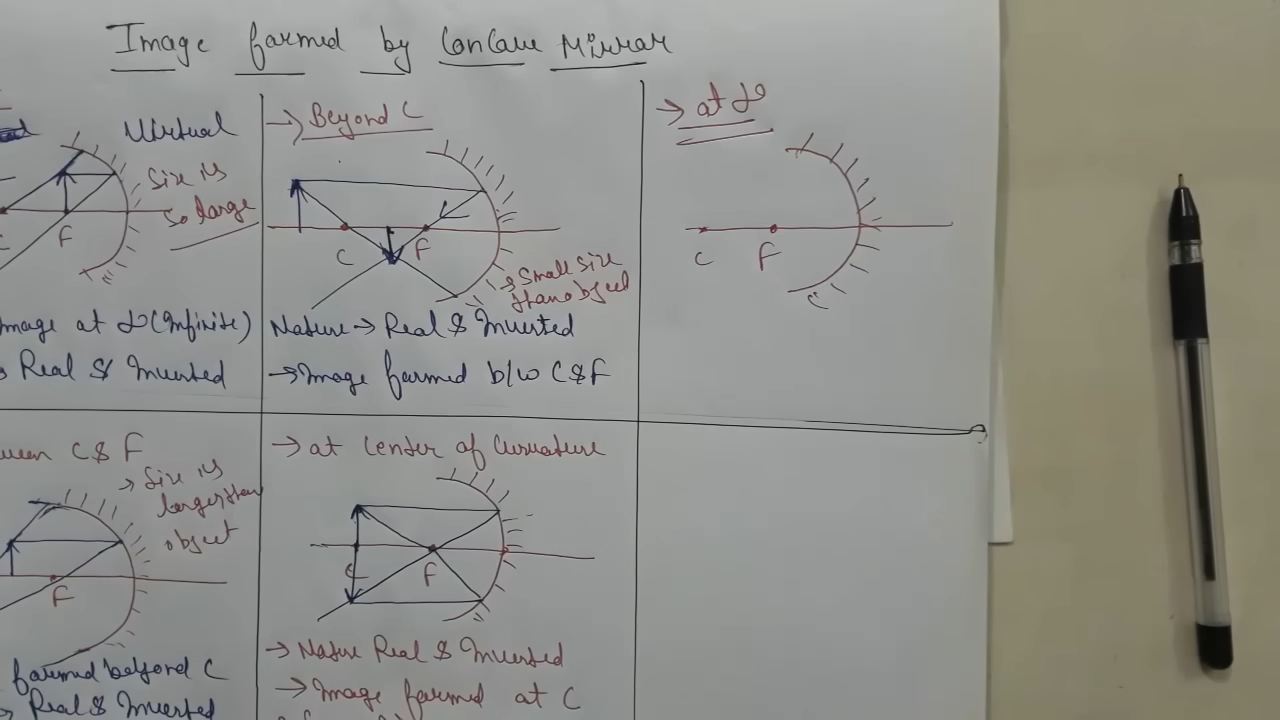 Image formed by Concave Mirror
Virtual
Size is
So large
F
Image at ∞ (Infinite)
Real & Inverted
→ Beyond C
C F
→ Small size
than object
Nature → Real & Inverted
→ Image formed b/w C & F
→ at ∞
C F
C & F
→ Size is
larger than
object
F
formed beyond C
→ Real & Inverted
→ at Center of Curvature
C F
→ Nature Real & Inverted
→ Image formed at C